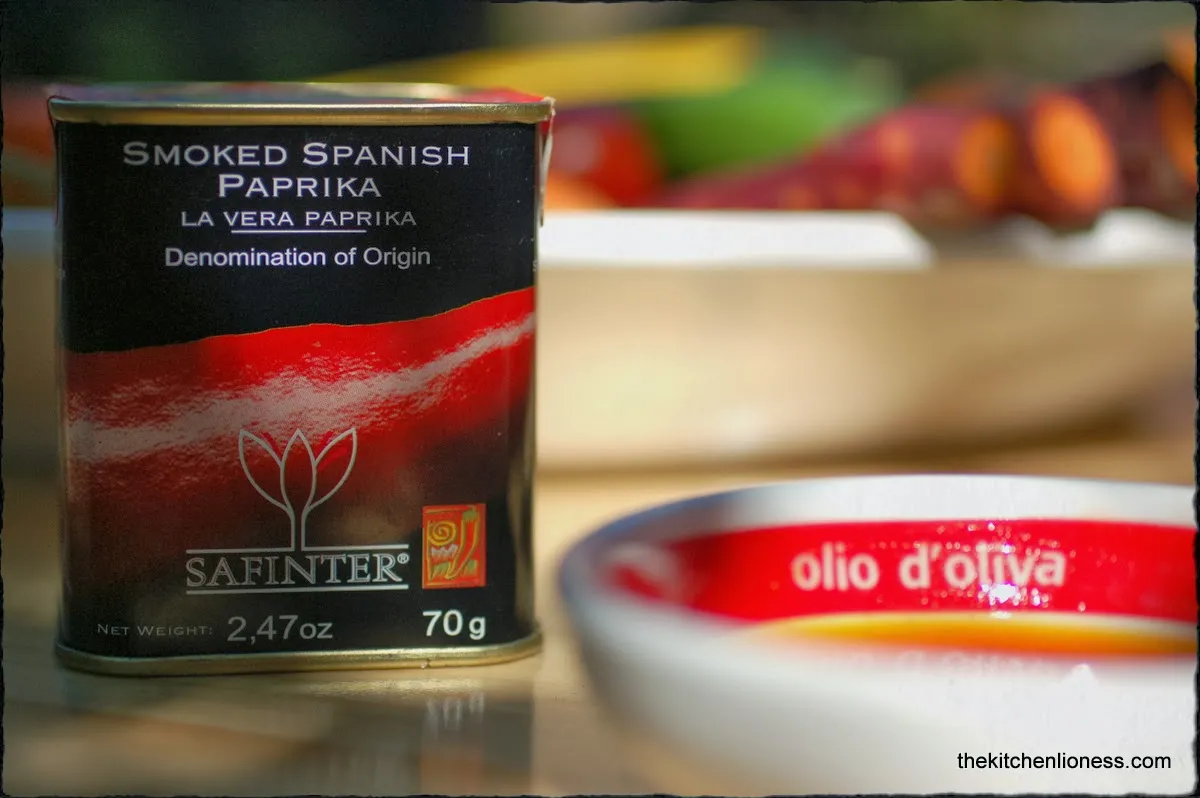 SMOKED SPANISH
PAPRIKA
LA VERA PAPRIKA
Denomination of Origin
SAFINTER®
NET WEIGHT: 2,47oz 70g
olio d'oliva
thekitchenlioness.com